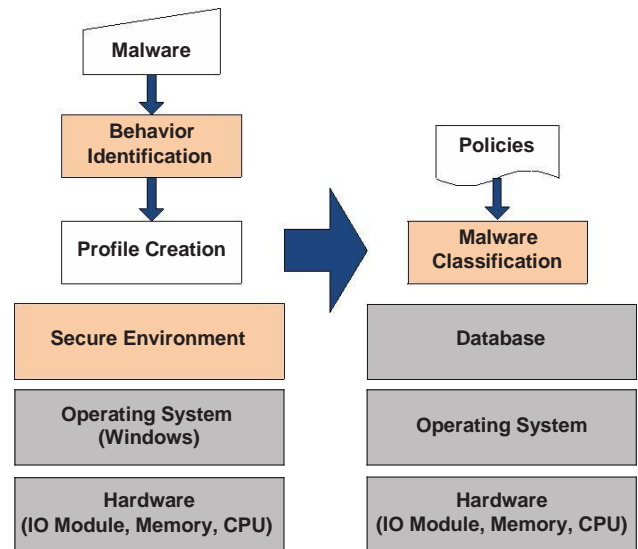 Malware
Behavior
Identification
Profile Creation
Secure Environment
Operating System
(Windows)
Hardware
(IO Module, Memory, CPU)
Policies
Malware
Classification
Database
Operating System
Hardware
(IO Module, Memory, CPU)